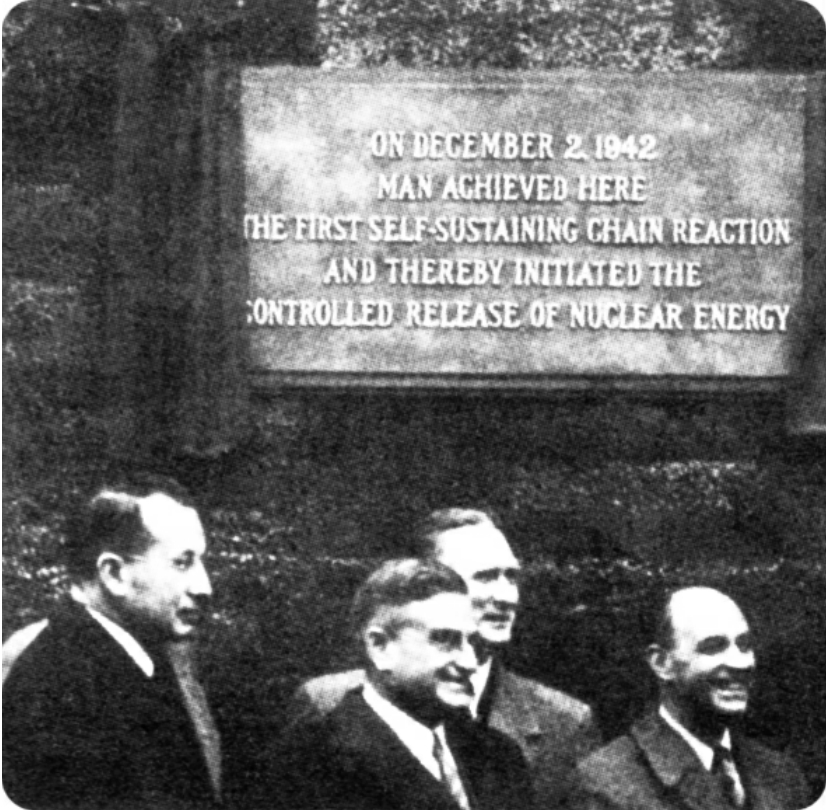 ON DECEMBER 2, 1942
MAN ACHIEVED HERE
THE FIRST SELF-SUSTAINING CHAIN REACTION
AND THEREBY INITIATED THE
CONTROLLED RELEASE OF NUCLEAR ENERGY